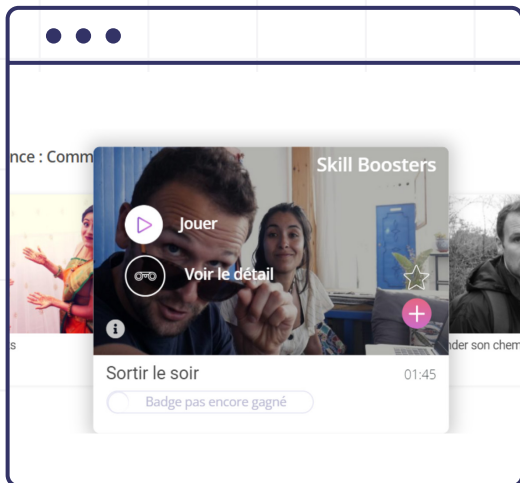 nce : Comm
Skill Boosters
Jouer
Voir le détail
s
nder son chem
Sortir le soir
01:45
Badge pas encore gagné